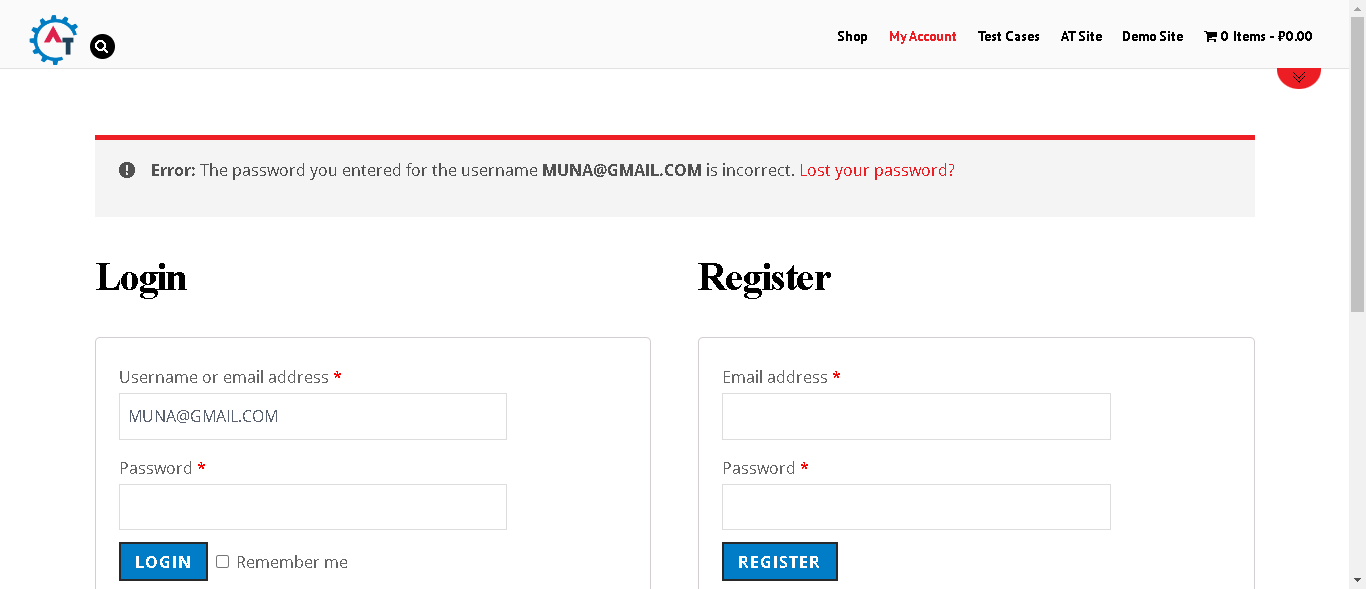 AT
Shop My Account Test Cases AT Site Demo Site 0 Items - ₽0.00
Error: The password you entered for the username MUNA@GMAIL.COM is incorrect. Lost your password?
Login
Register
Username or email address *
MUNA@GMAIL.COM
Password *
LOGIN Remember me
Email address *
Password *
REGISTER